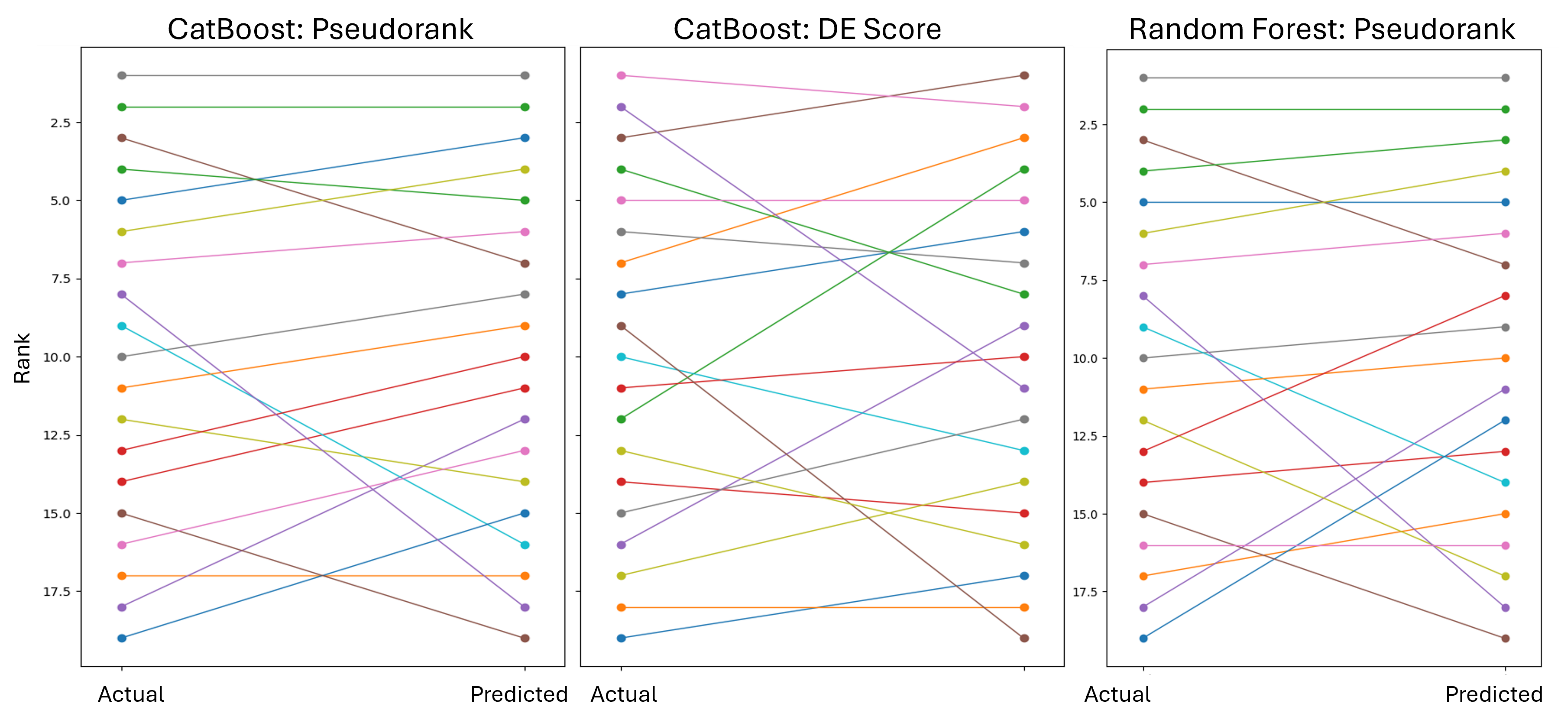 CatBoost: Pseudorank
CatBoost: DE Score
Random Forest: Pseudorank
Rank
2.5
5.0
7.5
10.0
12.5
15.0
17.5
2.5
5.0
7.5
10.0
12.5
15.0
17.5
Actual
Predicted
Actual
Actual
Predicted